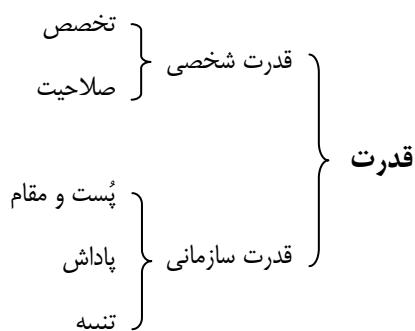 قدرت
قدرت شخصی
تخصص
صلاحیت
قدرت سازمانی
پُست و مقام
پاداش
تنبیه